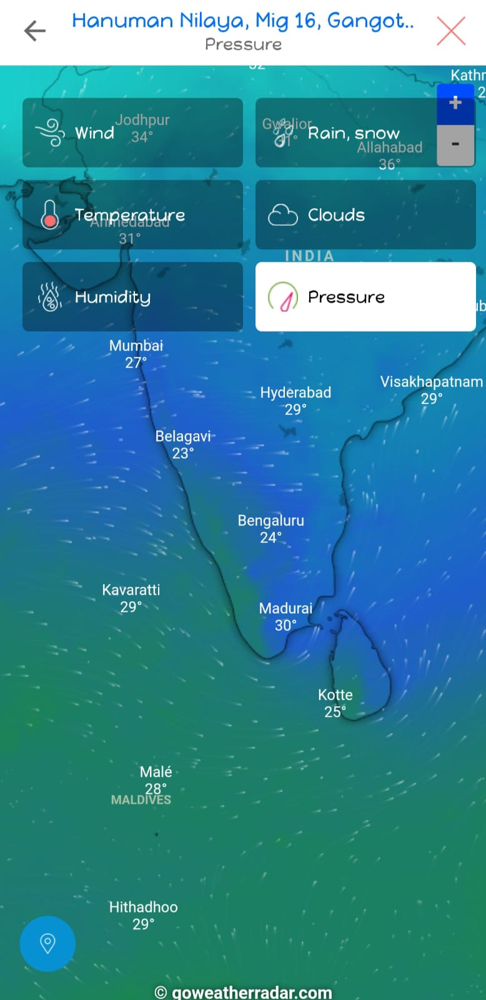 Hanuman Nilaya, Mig 16, Gangot..
Pressure
Kathr
2
+
Jodhpur
34°
Wind
Gwalior
31°
Rain, snow
Allahabad
36°
-
Temperature
Ahmedabad
31°
Clouds
INDIA
Humidity
Pressure
ub
Mumbai
27°
Visakhapatnam
29°
Hyderabad
29°
Belagavi
23°
Bengaluru
24°
Kavaratti
29°
Madurai
30°
Kotte
25°
Malé
28°
MALDIVES
Hithadhoo
29°
© goweatherradar.com